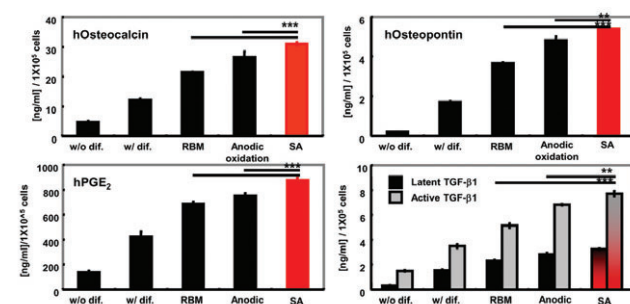 hOsteocalcin
***
[ng/ml] / 1X10⁵ cells
40
30
20
10
0
w/o dif. w/ dif. RBM Anodic oxidation SA
hOsteopontin
**
***
[ng/ml] / 1X10⁵ cells
6
4
2
0
w/o dif. w/ dif. RBM Anodic oxidation SA
hPGE₂
***
[ng/ml]/1X10^5 cells
1000
800
600
400
200
0
w/o dif. w/ dif. RBM Anodic SA
Latent TGF-β1
Active TGF-β1
**
***
[ng/ml] / 1X10⁵ cells
10
8
6
4
2
0
w/o dif. w/ dif. RBM Anodic SA